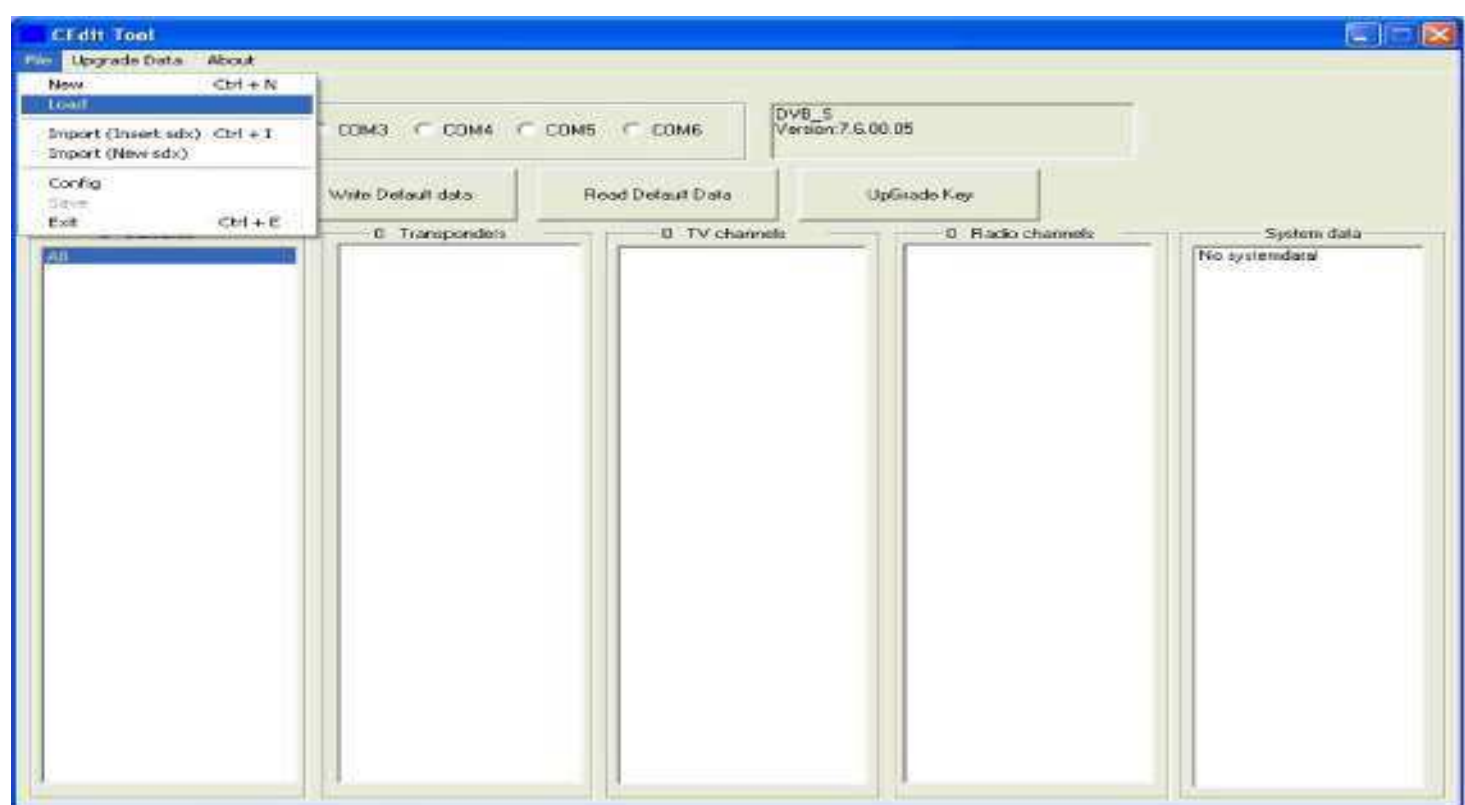 CEdit Tool
File Upgrade Data About
New Ctrl + N
Load
Import (Insert sdx) Ctrl + I
Import (New sdx)
Config
Save
Exit Ctrl + E
COM3 COM4 COM5 COM6
DVB_S
Version:7.6.00.05
Write Default data Read Default Data UpGrade Key
0 Transponders 0 TV channels 0 Radio channels System data
All
No systemdata!